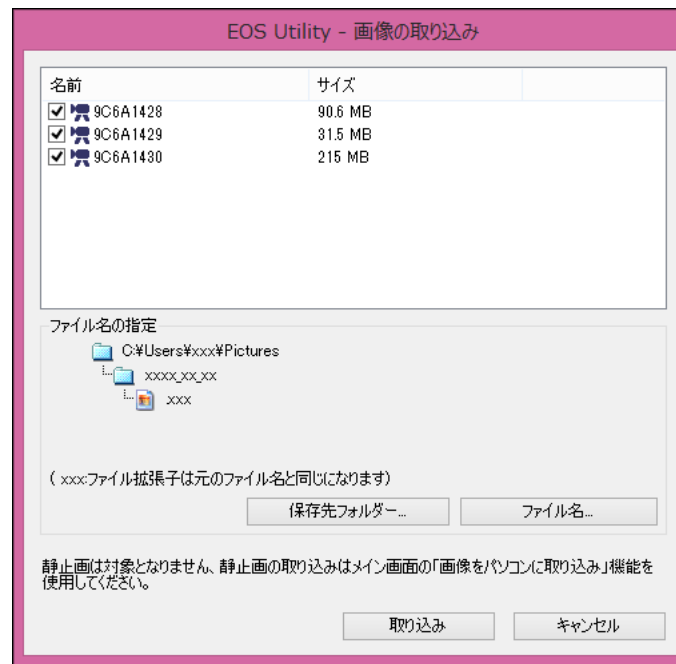 EOS Utility - 画像の取り込み
名前 サイズ
9C6A1428 90.6 MB
9C6A1429 31.5 MB
9C6A1430 215 MB
ファイル名の指定
C:¥Users¥xxx¥Pictures
xxxx_xx_xx
xxx
( xxx:ファイル拡張子は元のファイル名と同じになります)
保存先フォルダー... ファイル名...
静止画は対象となりません、静止画の取り込みはメイン画面の「画像をパソコンに取り込み」機能を
使用してください。
取り込み キャンセル